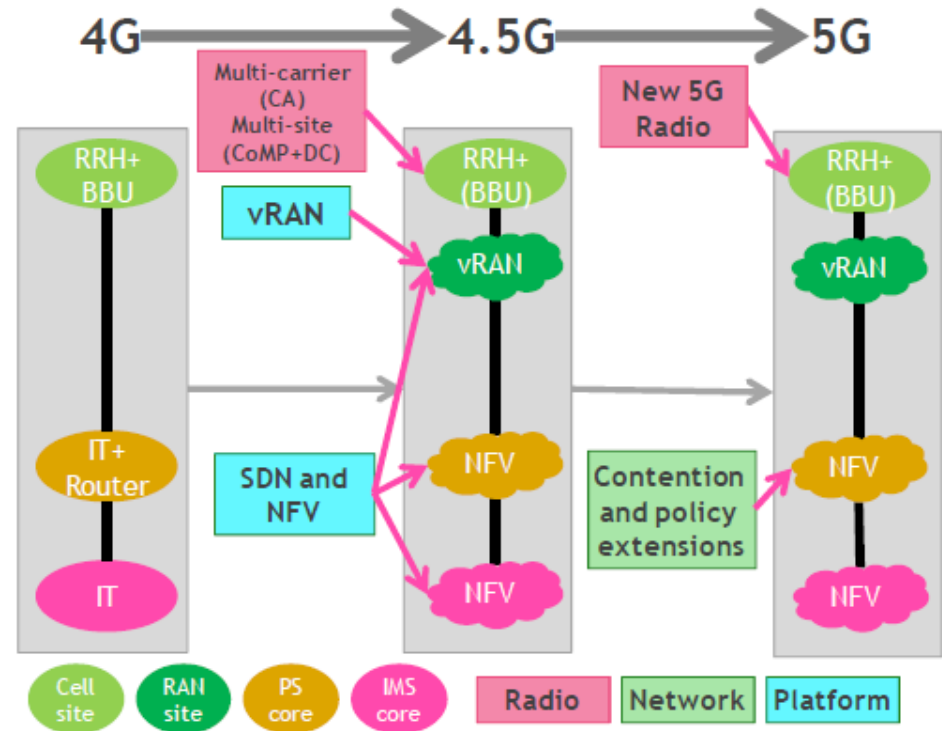 4G
4.5G
5G
Multi-carrier
(CA)
Multi-site
(CoMP+DC)
New 5G
Radio
RRH+
BBU
RRH+
(BBU)
RRH+
(BBU)
vRAN
vRAN
vRAN
IT+
Router
SDN and
NFV
NFV
Contention
and policy
extensions
NFV
IT
NFV
NFV
Cell
site
RAN
site
PS
core
IMS
core
Radio
Network
Platform